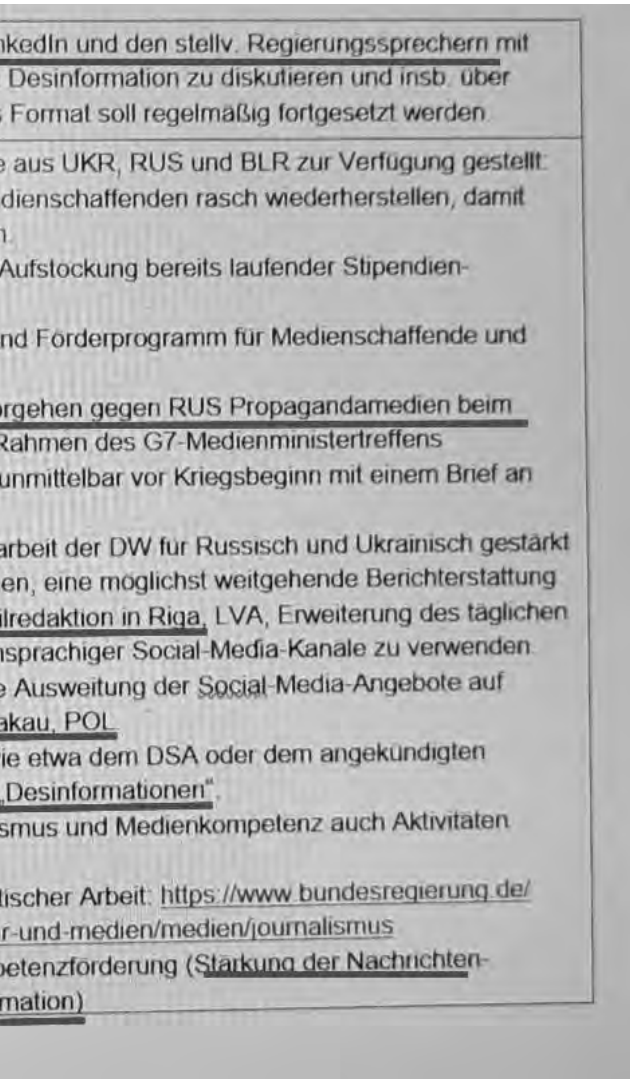 nkedIn und den stellv. Regierungssprechern mit
Desinformation zu diskutieren und insb. über
s Format soll regelmäßig fortgesetzt werden
e aus UKR, RUS und BLR zur Verfügung gestellt.
dienschaffenden rasch wiederherstellen, damit
n.
Aufstockung bereits laufender Stipendien-
nd Förderprogramm für Medienschaffende und
orgehen gegen RUS Propagandamedien beim
Rahmen des G7-Medienministertreffens
unmittelbar vor Kriegsbeginn mit einem Brief an
arbeit der DW für Russisch und Ukrainisch gestärkt
en, eine möglichst weitgehende Berichterstattung
ilredaktion in Riga, LVA, Erweiterung des täglichen
nsprachiger Social-Media-Kanäle zu verwenden.
e Ausweitung der Social-Media-Angebote auf
akau, POL
ie etwa dem DSA oder dem angekündigten
„Desinformationen“.
smus und Medienkompetenz auch Aktivitäten
tischer Arbeit: https://www.bundesregierung.de/
r-und-medien/medien/journalismus
petenzförderung (Stärkung der Nachrichten-
mation)